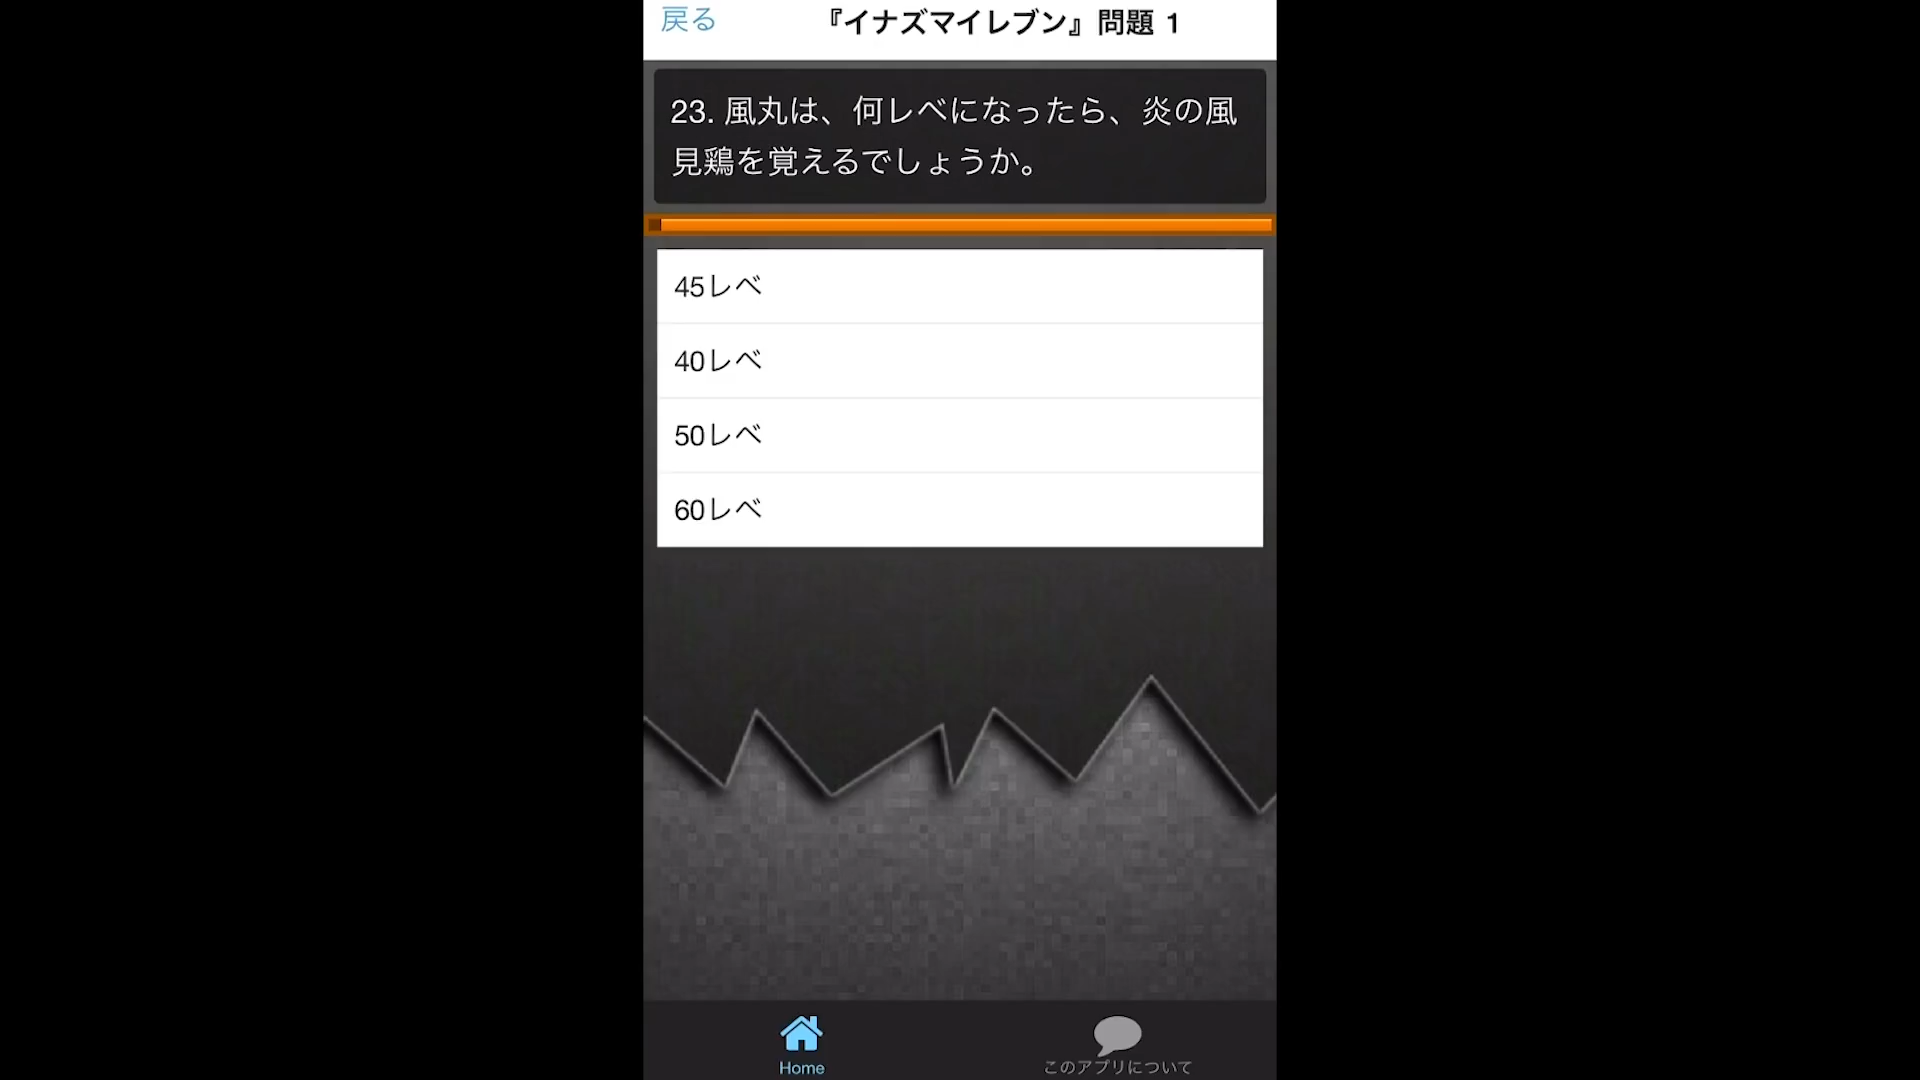 戻る
『イナズマイレブン』問題 1
23. 風丸は、何レベになったら、炎の風
見鶏を覚えるでしょうか。
45レベ
40レベ
50レベ
60レベ
Home
このアプリについて